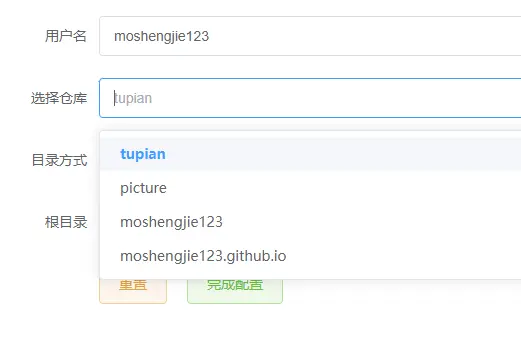 用户名 moshengjie123
选择仓库 tupian
tupian
目录方式
picture
根目录 moshengjie123
moshengjie123.github.io
重置 完成配置